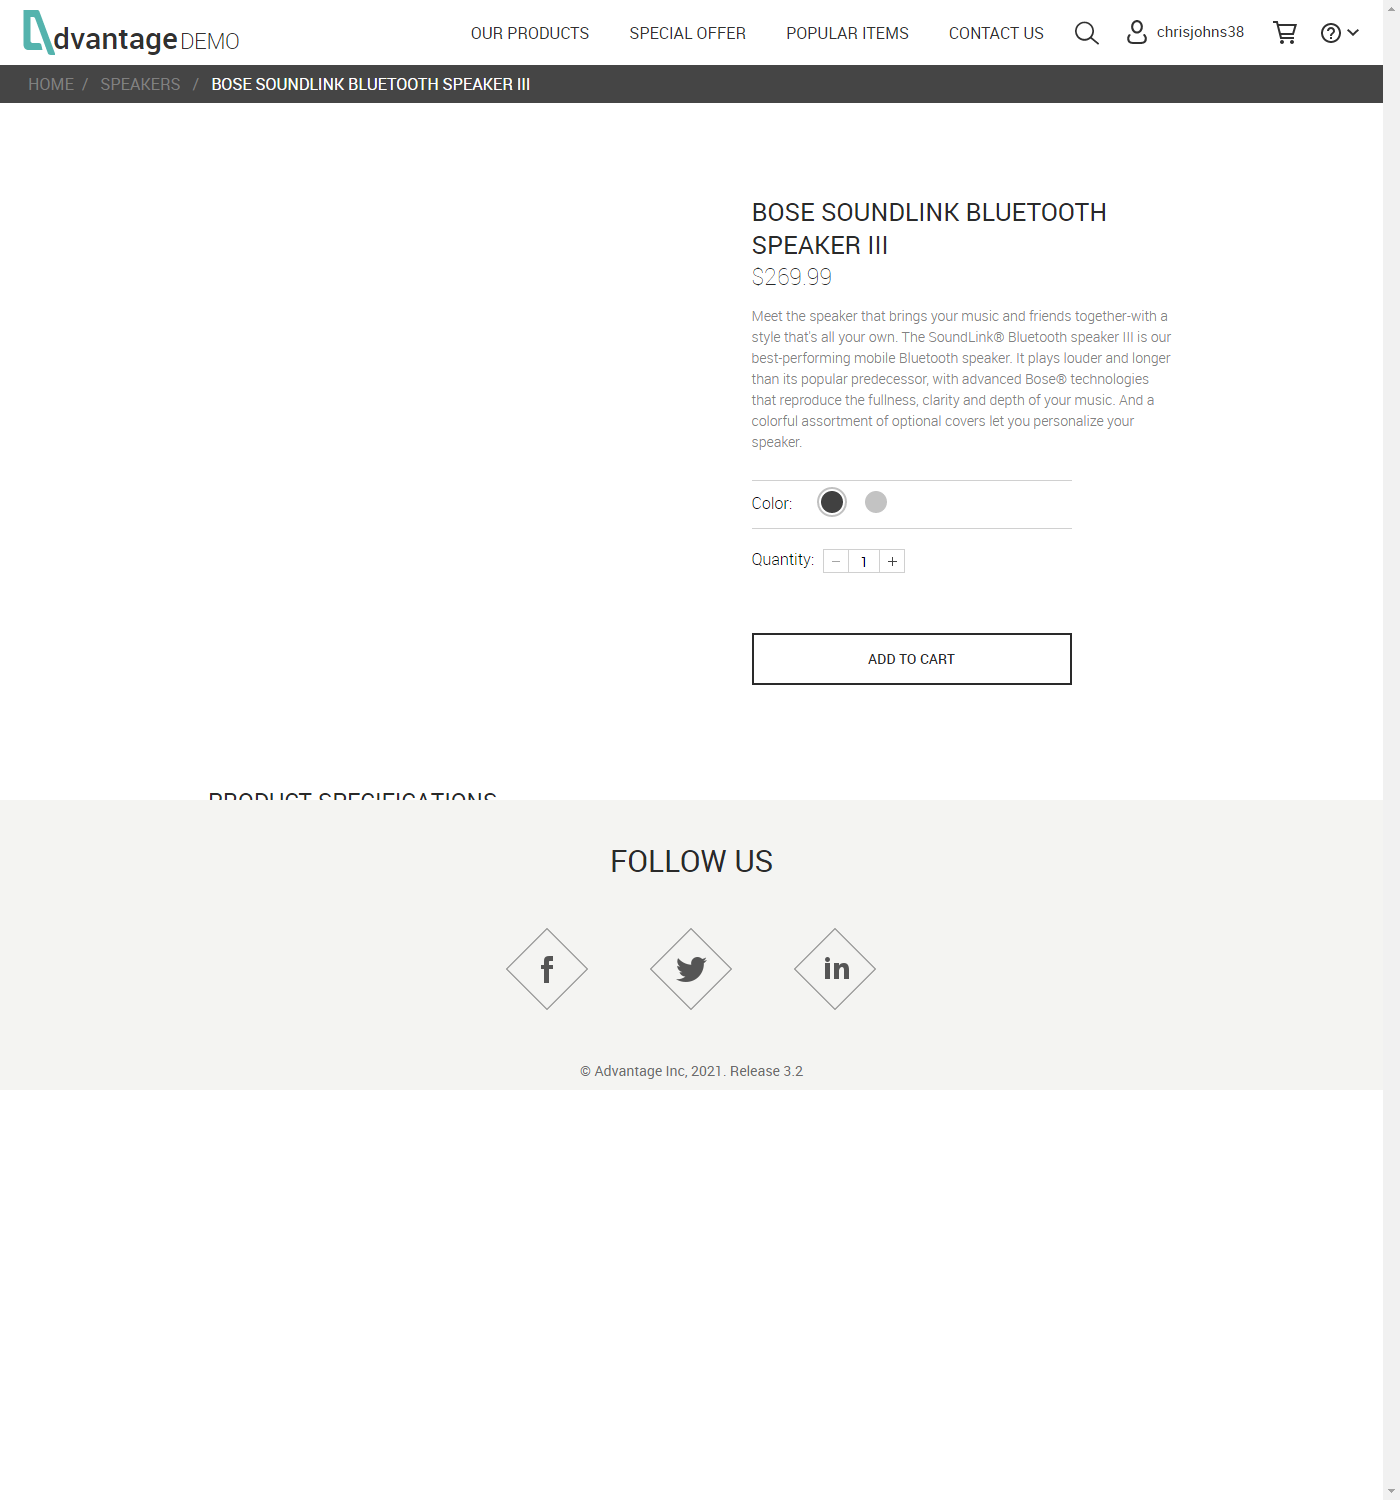 dvantage DEMO
OUR PRODUCTS SPECIAL OFFER POPULAR ITEMS CONTACT US chrisjohns38
HOME / SPEAKERS / BOSE SOUNDLINK BLUETOOTH SPEAKER III
BOSE SOUNDLINK BLUETOOTH
SPEAKER III
$269.99
Meet the speaker that brings your music and friends together-with a
style that's all your own. The SoundLink® Bluetooth speaker III is our
best-performing mobile Bluetooth speaker. It plays louder and longer
than its popular predecessor, with advanced Bose® technologies
that reproduce the fullness, clarity and depth of your music. And a
colorful assortment of optional covers let you personalize your
speaker.
Color:
Quantity: − 1 +
ADD TO CART
PRODUCT SPECIFICATIONS
FOLLOW US
f in
© Advantage Inc, 2021. Release 3.2